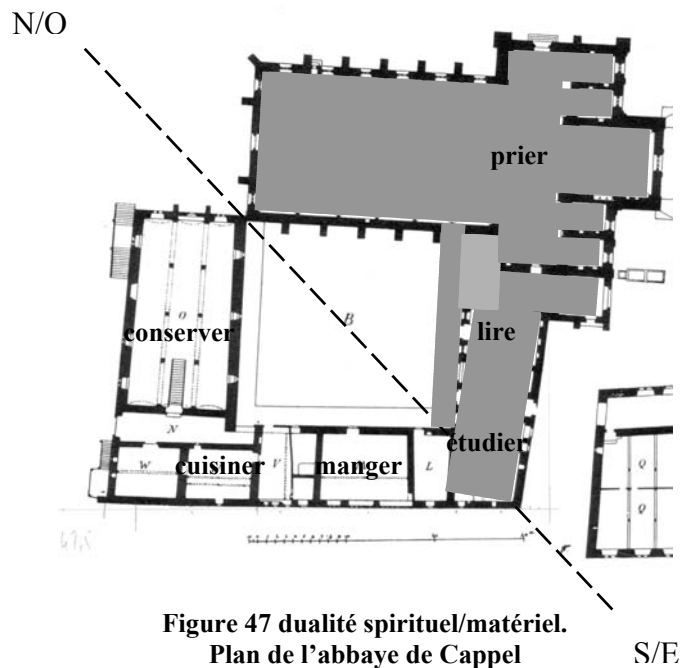 N/O
prier
B
O
conserver
lire
N
étudier
W
cuisiner
V
manger
L
Q
Q
Figure 47 dualité spirituel/matériel.
Plan de l’abbaye de Cappel
S/E